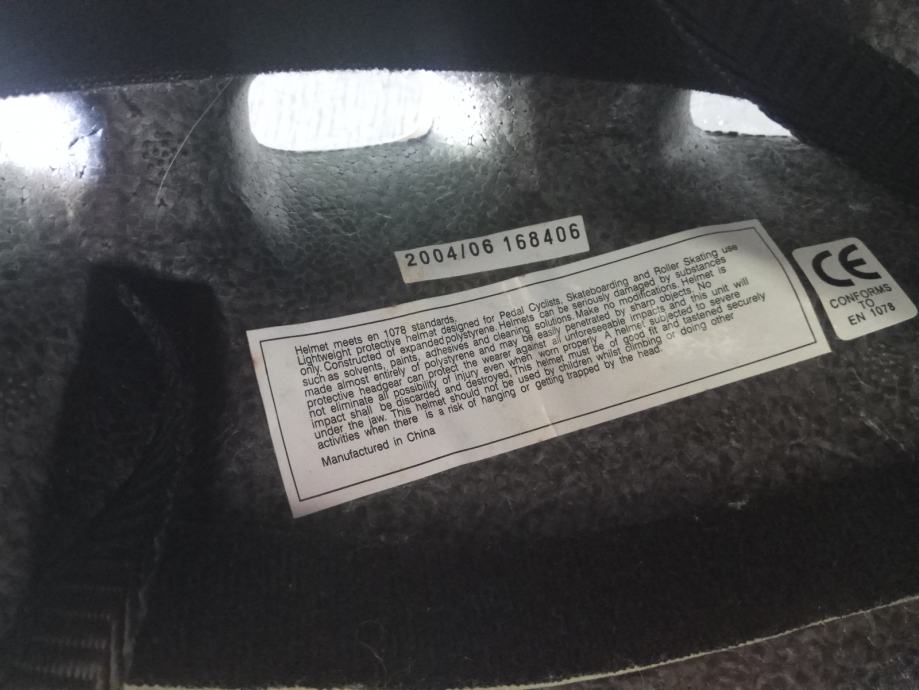 2004/06 168406
Helmet meets en 1078 standards.
Lightweight protective helmat designed for Pedal Cyclists, Skateboarding and Roller Skating use
only. Constructed of expanded polystyrene. Helmets can be seriously damaged by substances
such as solvents, paints, adhesives and cleaning solutions. Make no modifications. Helmet is
made almost entirely of polystyrene and may be easily penetrated by sharp objects. No
protective headgear can protect the wearer against all unforeseeable impacts and this unit will
not eliminate all possibility of injury even when worn properly. A helmet subjected to severe
impact shall be discarded and destroyed. This helmet must be of good fit and fastened securely
under the jaw. This helmet should not be used by children whilst climbing or doing other
activities when there is a risk of hanging or getting trapped by the head.
Manufactured in China
CE
CONFORMS
TO
EN 1078